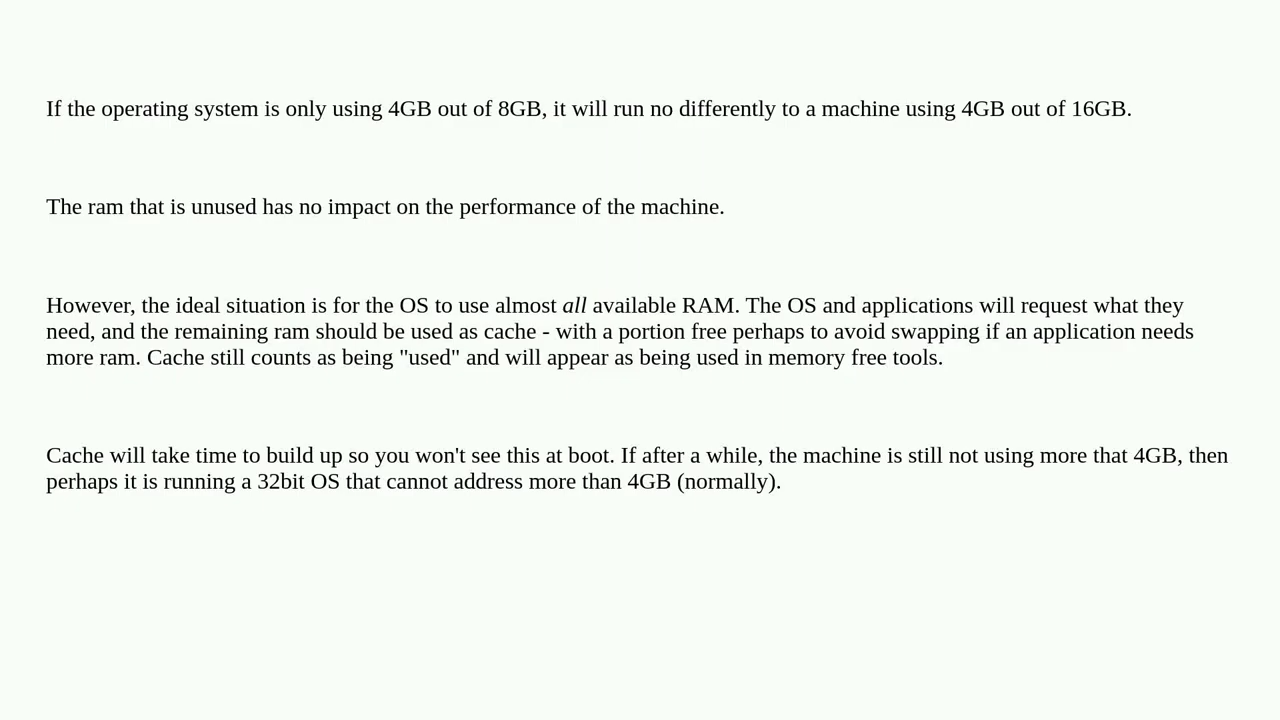 If the operating system is only using 4GB out of 8GB, it will run no differently to a machine using 4GB out of 16GB.
The ram that is unused has no impact on the performance of the machine.
However, the ideal situation is for the OS to use almost all available RAM. The OS and applications will request what they
need, and the remaining ram should be used as cache - with a portion free perhaps to avoid swapping if an application needs
more ram. Cache still counts as being "used" and will appear as being used in memory free tools.
Cache will take time to build up so you won't see this at boot. If after a while, the machine is still not using more that 4GB, then
perhaps it is running a 32bit OS that cannot address more than 4GB (normally).